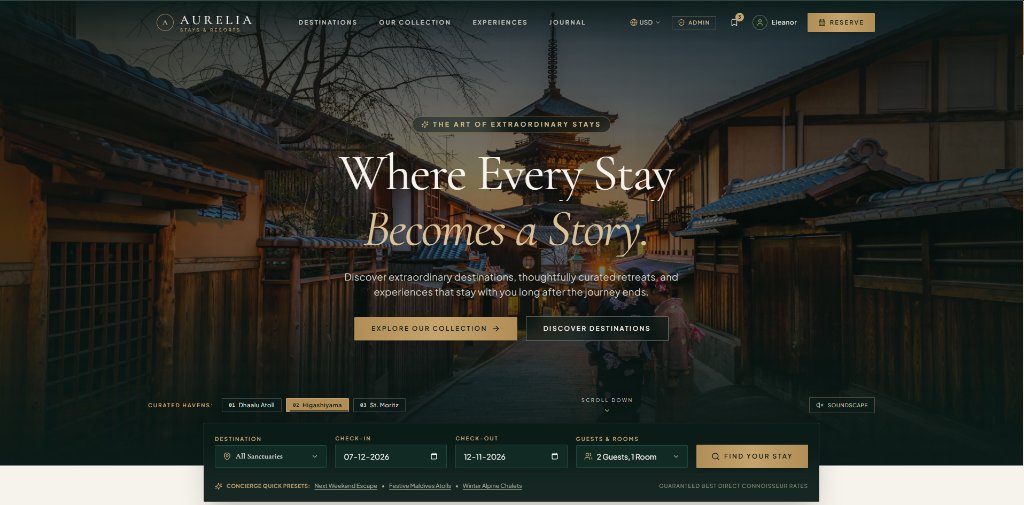 A AURELIA
STAYS & RESORTS
DESTINATIONS OUR COLLECTION EXPERIENCES JOURNAL
USD ADMIN 3 Eleanor RESERVE
THE ART OF EXTRAORDINARY STAYS
Where Every Stay
Becomes a Story.
Discover extraordinary destinations, thoughtfully curated retreats, and
experiences that stay with you long after the journey ends.
EXPLORE OUR COLLECTION → DISCOVER DESTINATIONS
CURATED HAVENS: 01 Dhaalu Atoll 02 Higashiyama 03 St. Moritz
SCROLL DOWN
SOUNDSCAPE
DESTINATION CHECK-IN CHECK-OUT GUESTS & ROOMS
All Sanctuaries 07-12-2026 12-11-2026 2 Guests, 1 Room FIND YOUR STAY
CONCIERGE QUICK PRESETS: Next Weekend Escape • Festive Maldives Atolls • Winter Alpine Chalets
GUARANTEED BEST DIRECT CONNOISSEUR RATES